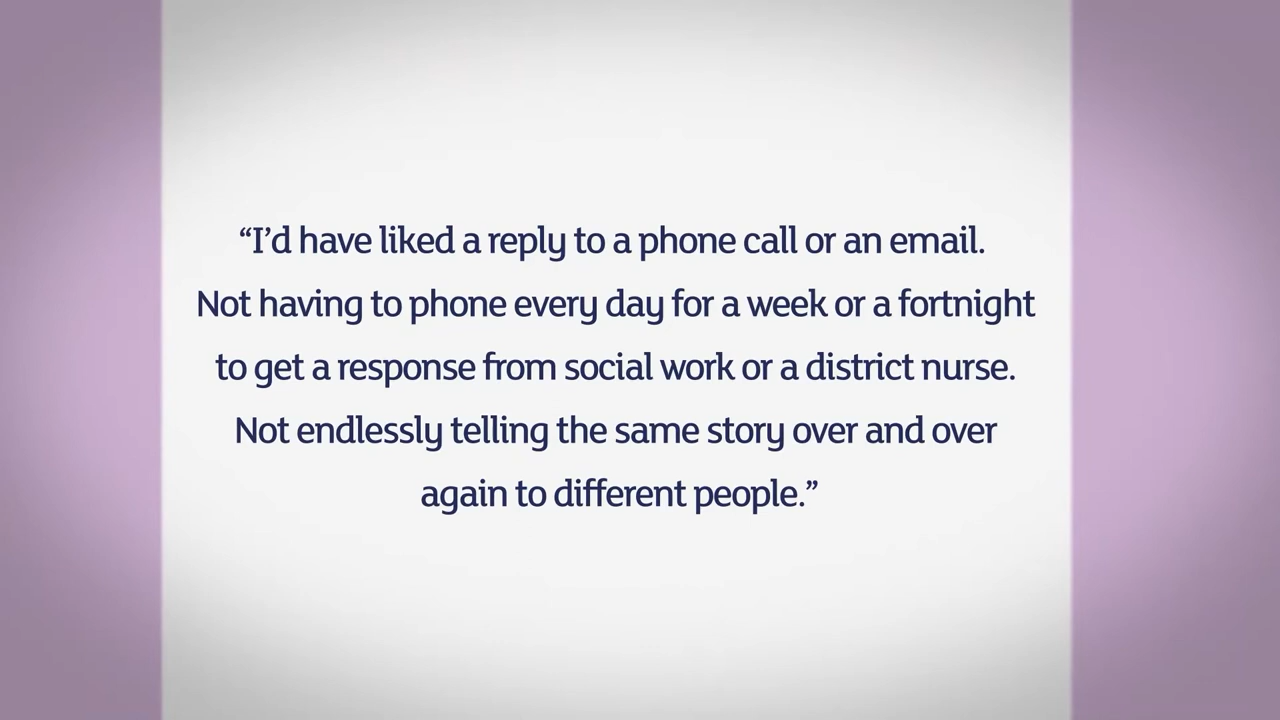 “I’d have liked a reply to a phone call or an email.
Not having to phone every day for a week or a fortnight
to get a response from social work or a district nurse.
Not endlessly telling the same story over and over
again to different people.”